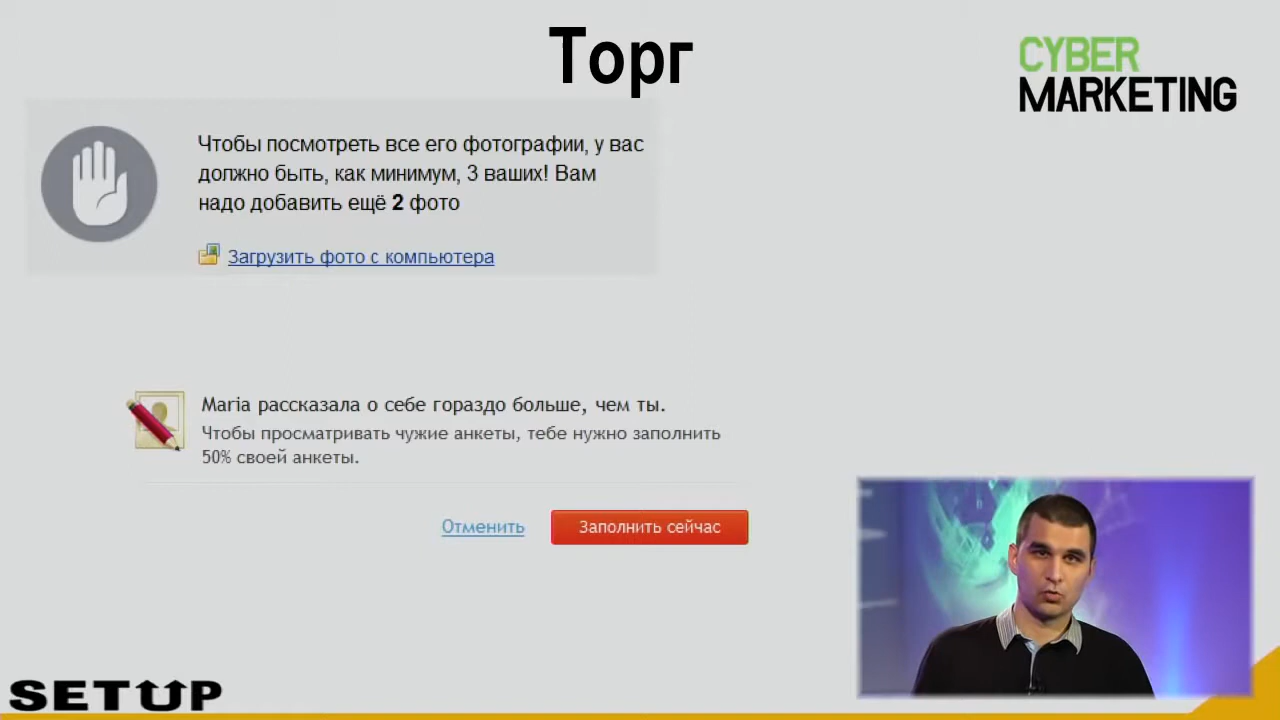 Торг
CYBER
MARKETING
Чтобы посмотреть все его фотографии, у вас
должно быть, как минимум, 3 ваших! Вам
надо добавить ещё 2 фото
Загрузить фото с компьютера
Maria рассказала о себе гораздо больше, чем ты.
Чтобы просматривать чужие анкеты, тебе нужно заполнить
50% своей анкеты.
Отменить
Заполнить сейчас
SETUP